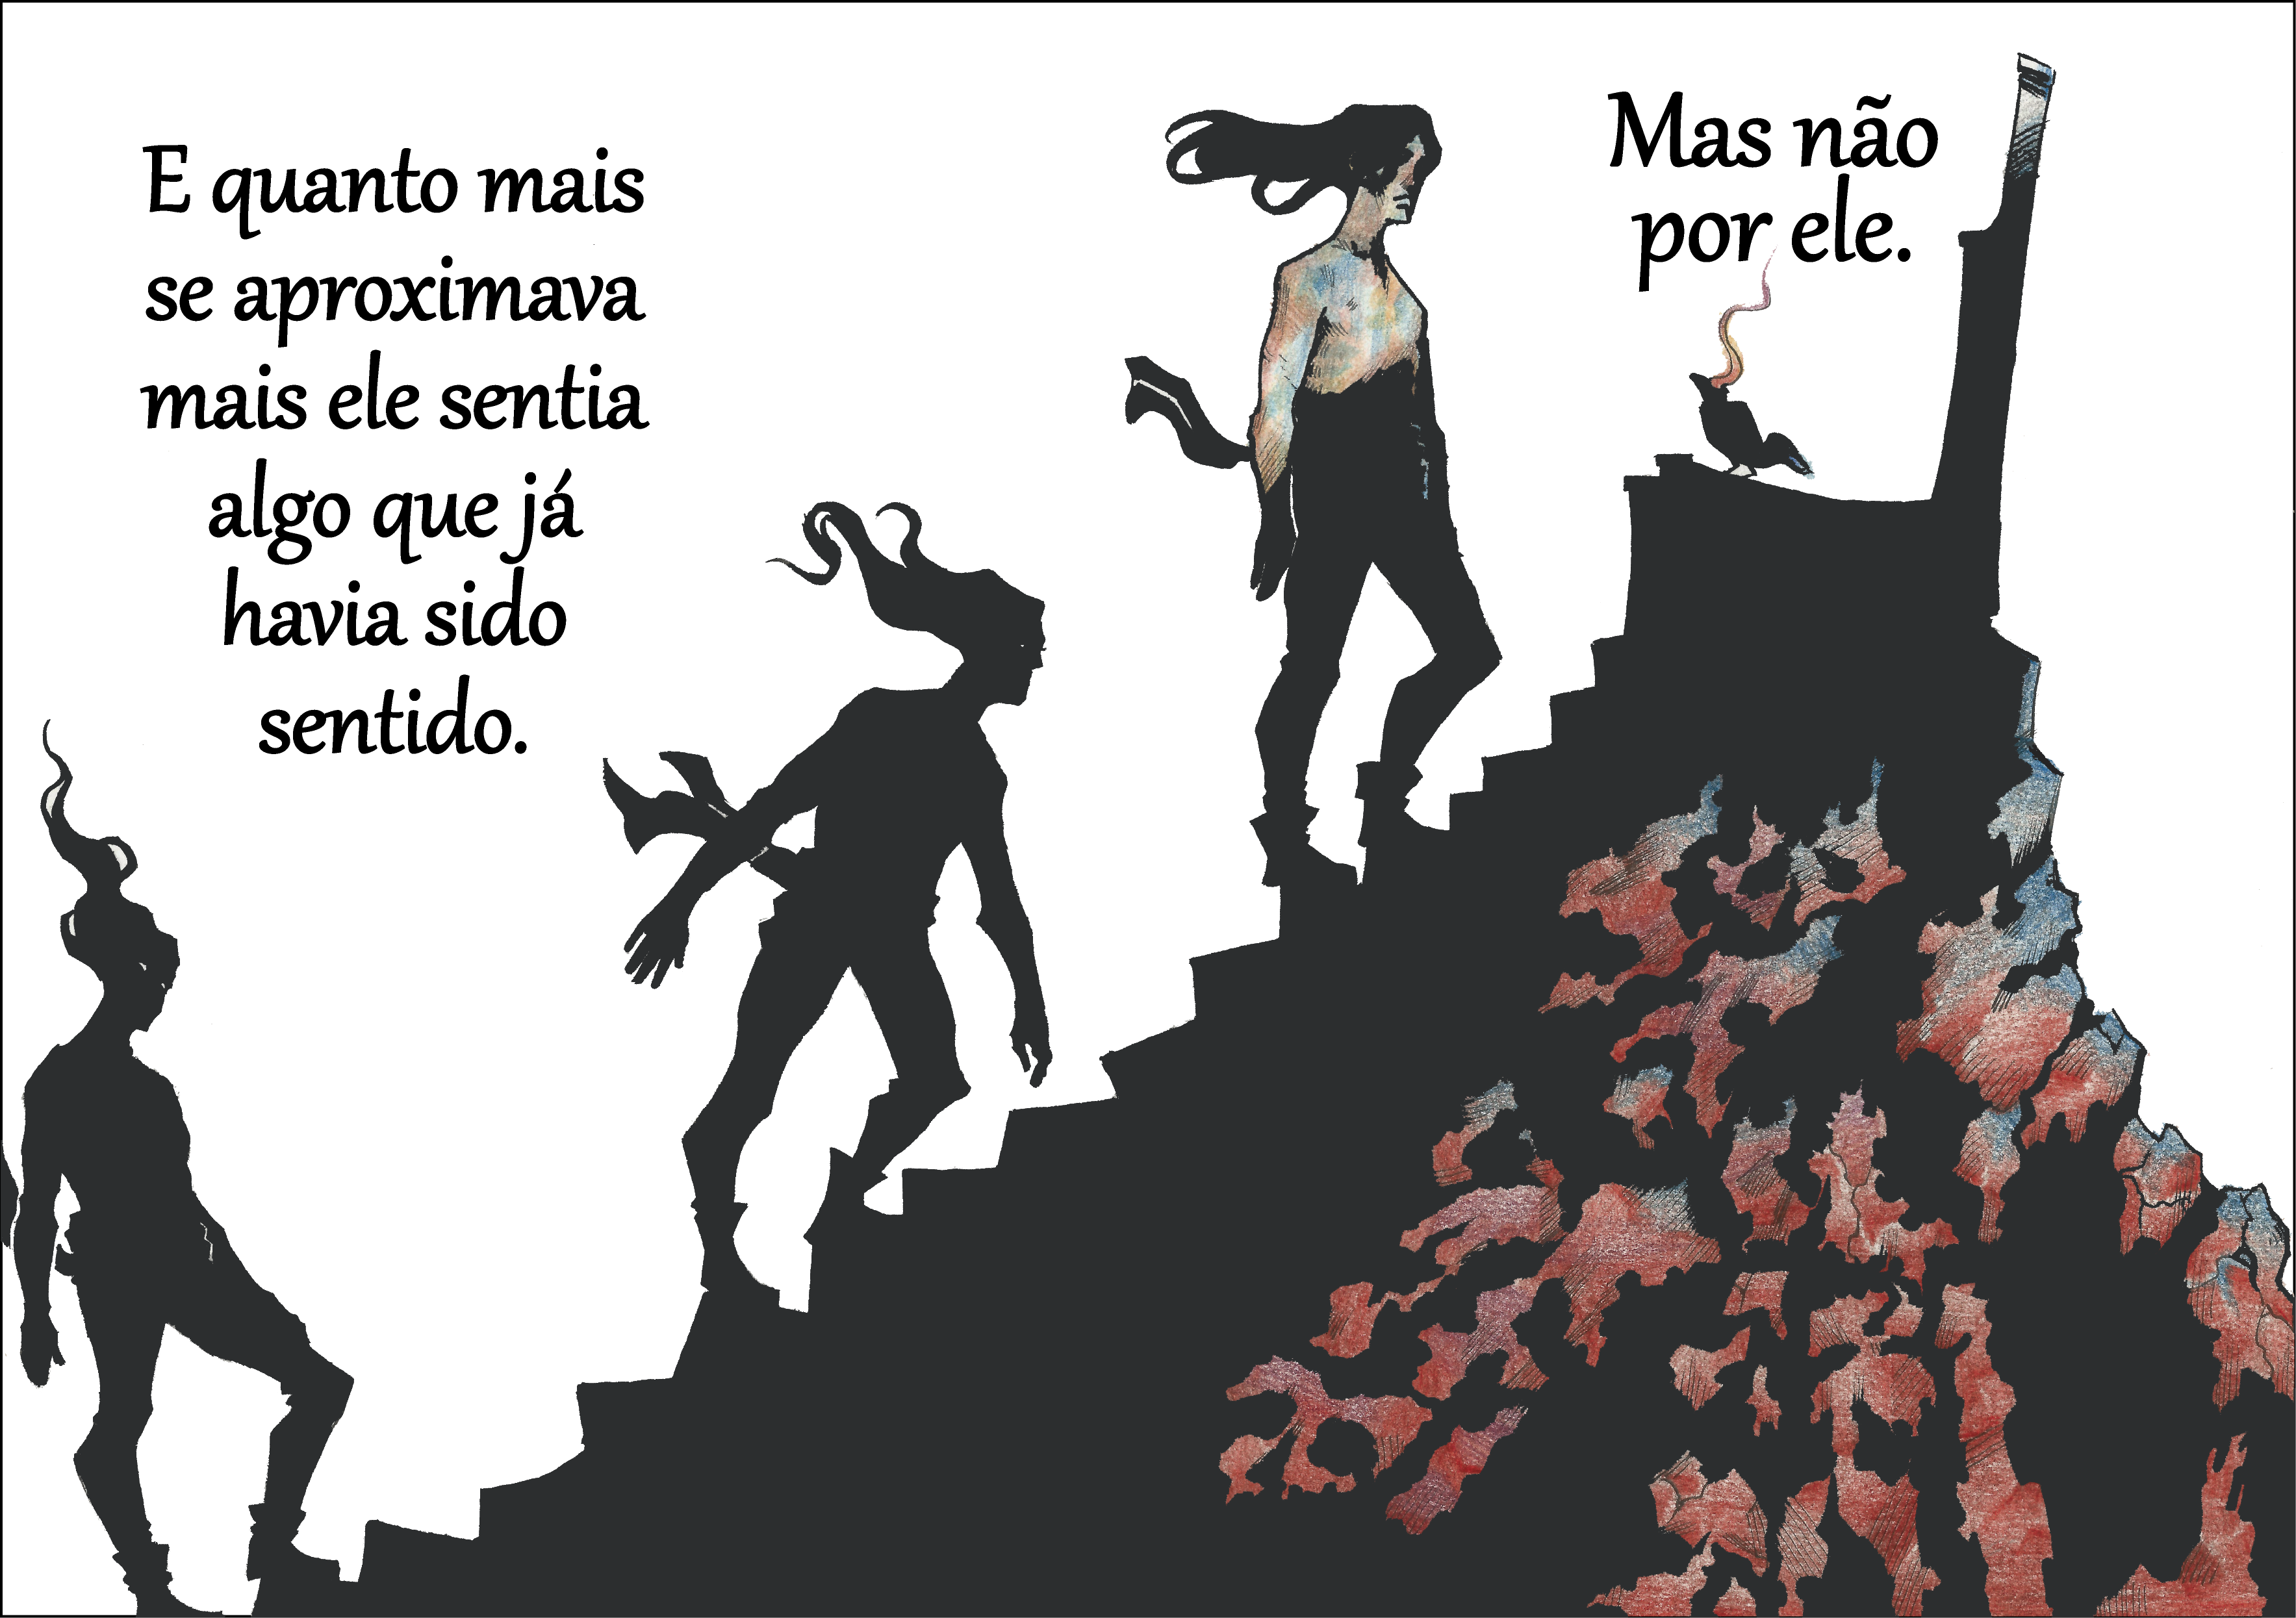 E quanto mais
se aproximava
mais ele sentia
algo que já
havia sido
sentido.
Mas não
por ele.